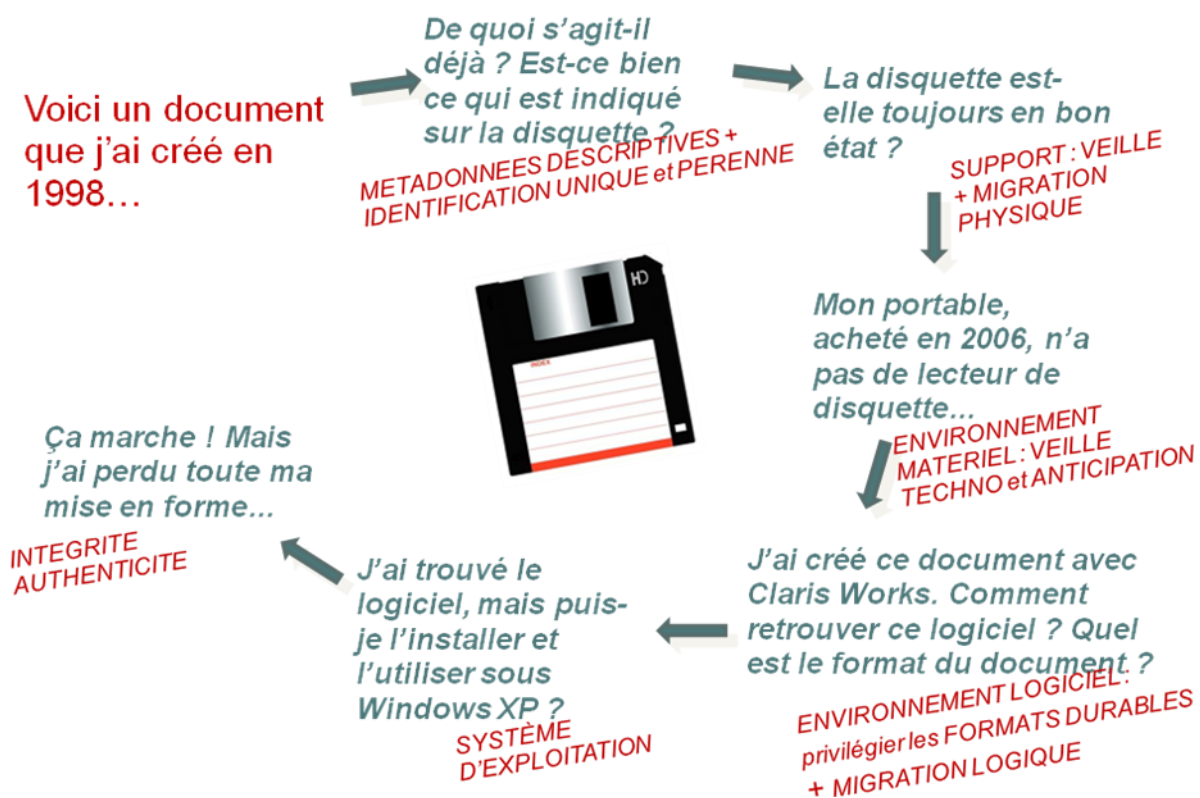 Voici un document
que j'ai créé en
1998…
De quoi s'agit-il
déjà ? Est-ce bien
ce qui est indiqué
sur la disquette ?
METADONNEES DESCRIPTIVES +
IDENTIFICATION UNIQUE et PERENNE
La disquette est-
elle toujours en bon
état ?
SUPPORT : VEILLE
+ MIGRATION
PHYSIQUE
HD
INDEX
Mon portable,
acheté en 2006, n'a
pas de lecteur de
disquette…
ENVIRONNEMENT
MATERIEL : VEILLE
TECHNO et ANTICIPATION
J'ai créé ce document avec
Claris Works. Comment
retrouver ce logiciel ? Quel
est le format du document ?
ENVIRONNEMENT LOGICIEL :
privilégier les FORMATS DURABLES
+ MIGRATION LOGIQUE
J'ai trouvé le
logiciel, mais puis-
je l'installer et
l'utiliser sous
Windows XP ?
SYSTÈME
D'EXPLOITATION
Ça marche ! Mais
j'ai perdu toute ma
mise en forme…
INTEGRITE
AUTHENTICITE